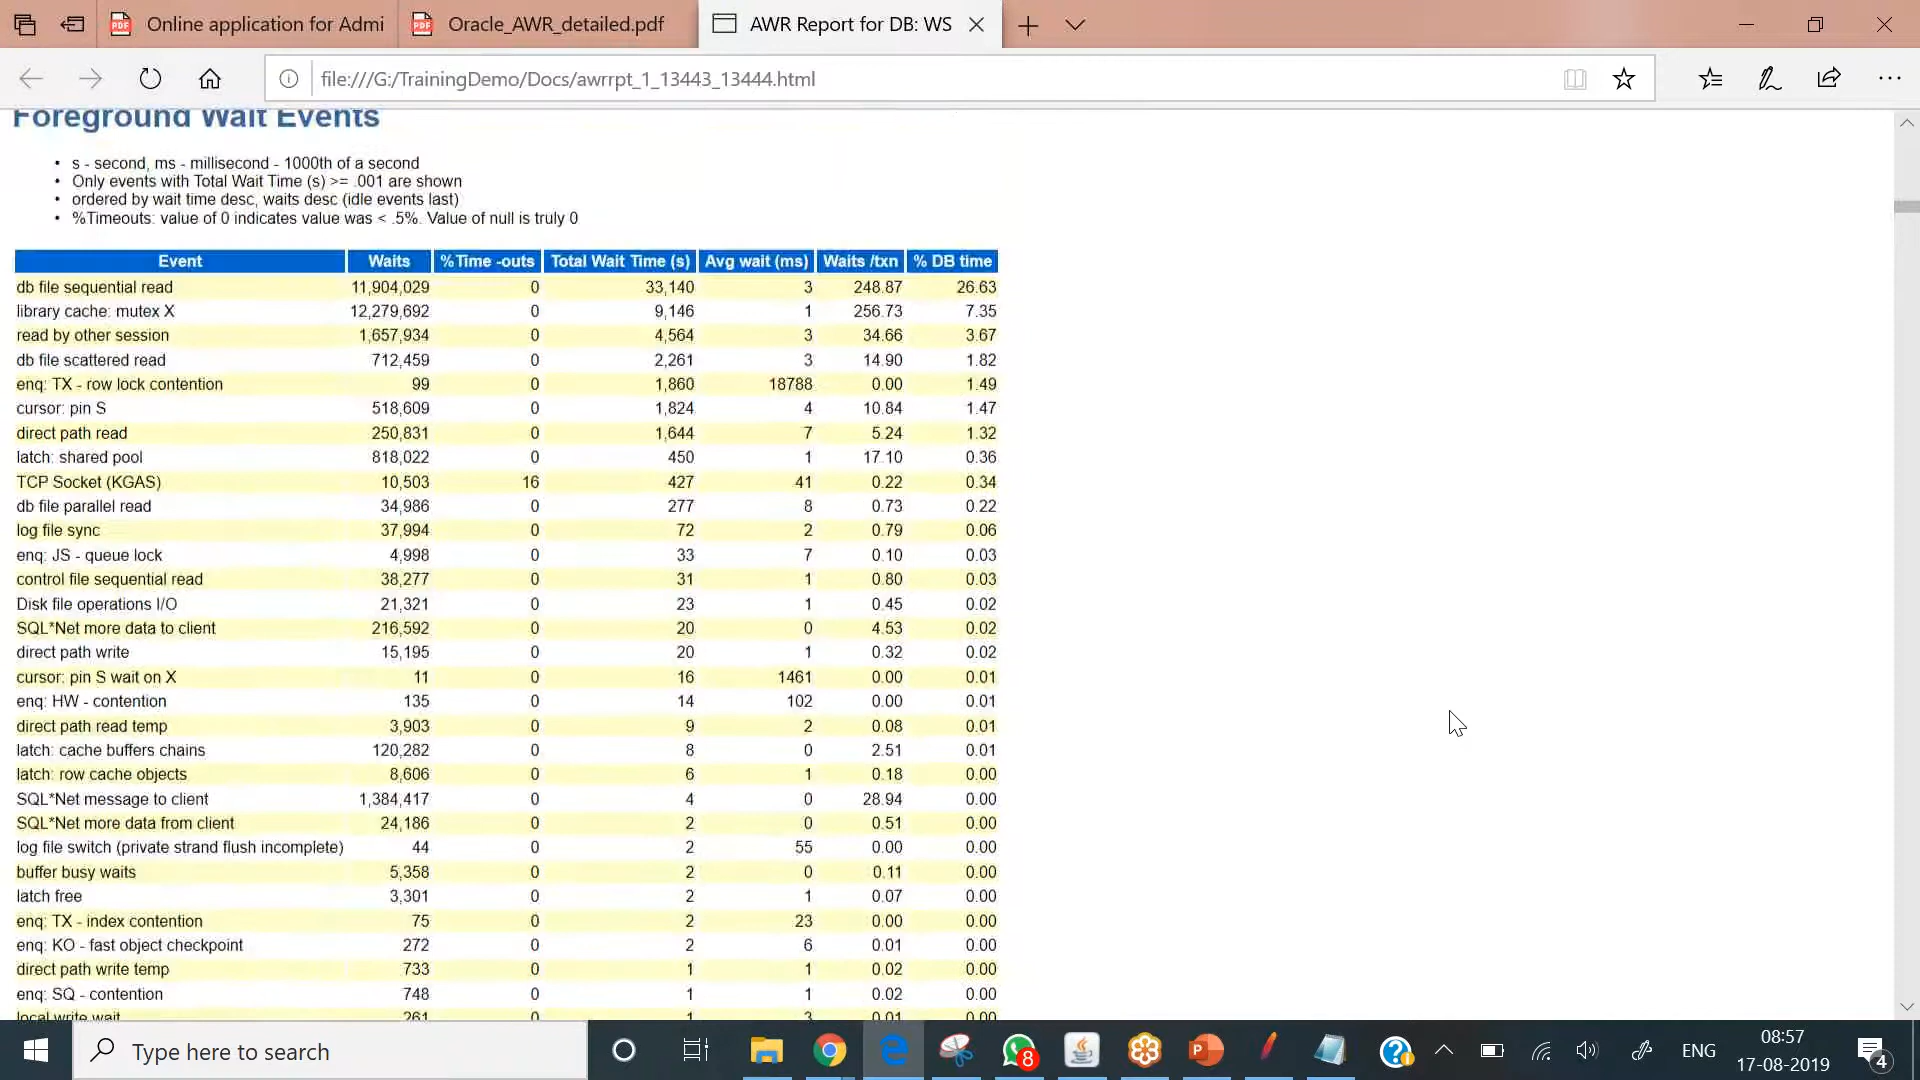 Online application for Admi
Oracle_AWR_detailed.pdf
AWR Report for DB: WS
file:///G:/TrainingDemo/Docs/awrrpt_1_13443_13444.html
Foreground Wait Events
• s - second, ms - millisecond - 1000th of a second
• Only events with Total Wait Time (s) >= .001 are shown
• ordered by wait time desc, waits desc (idle events last)
• %Timeouts: value of 0 indicates value was < .5%. Value of null is truly 0
Event Waits %Time -outs Total Wait Time (s) Avg wait (ms) Waits /txn % DB time
db file sequential read 11,904,029 0 33,140 3 248.87 26.63
library cache: mutex X 12,279,692 0 9,146 1 256.73 7.35
read by other session 1,657,934 0 4,564 3 34.66 3.67
db file scattered read 712,459 0 2,261 3 14.90 1.82
enq: TX - row lock contention 99 0 1,860 18788 0.00 1.49
cursor: pin S 518,609 0 1,824 4 10.84 1.47
direct path read 250,831 0 1,644 7 5.24 1.32
latch: shared pool 818,022 0 450 1 17.10 0.36
TCP Socket (KGAS) 10,503 16 427 41 0.22 0.34
db file parallel read 34,986 0 277 8 0.73 0.22
log file sync 37,994 0 72 2 0.79 0.06
enq: JS - queue lock 4,998 0 33 7 0.10 0.03
control file sequential read 38,277 0 31 1 0.80 0.03
Disk file operations I/O 21,321 0 23 1 0.45 0.02
SQL*Net more data to client 216,592 0 20 0 4.53 0.02
direct path write 15,195 0 20 1 0.32 0.02
cursor: pin S wait on X 11 0 16 1461 0.00 0.01
enq: HW - contention 135 0 14 102 0.00 0.01
direct path read temp 3,903 0 9 2 0.08 0.01
latch: cache buffers chains 120,282 0 8 0 2.51 0.01
latch: row cache objects 8,606 0 6 1 0.18 0.00
SQL*Net message to client 1,384,417 0 4 0 28.94 0.00
SQL*Net more data from client 24,186 0 2 0 0.51 0.00
log file switch (private strand flush incomplete) 44 0 2 55 0.00 0.00
buffer busy waits 5,358 0 2 0 0.11 0.00
latch free 3,301 0 2 1 0.07 0.00
enq: TX - index contention 75 0 2 23 0.00 0.00
enq: KO - fast object checkpoint 272 0 2 6 0.01 0.00
direct path write temp 733 0 1 1 0.02 0.00
enq: SQ - contention 748 0 1 1 0.02 0.00
local write wait 261 0 1 3 0.01 0.00
Type here to search
8
ENG
08:57
17-08-2019
4